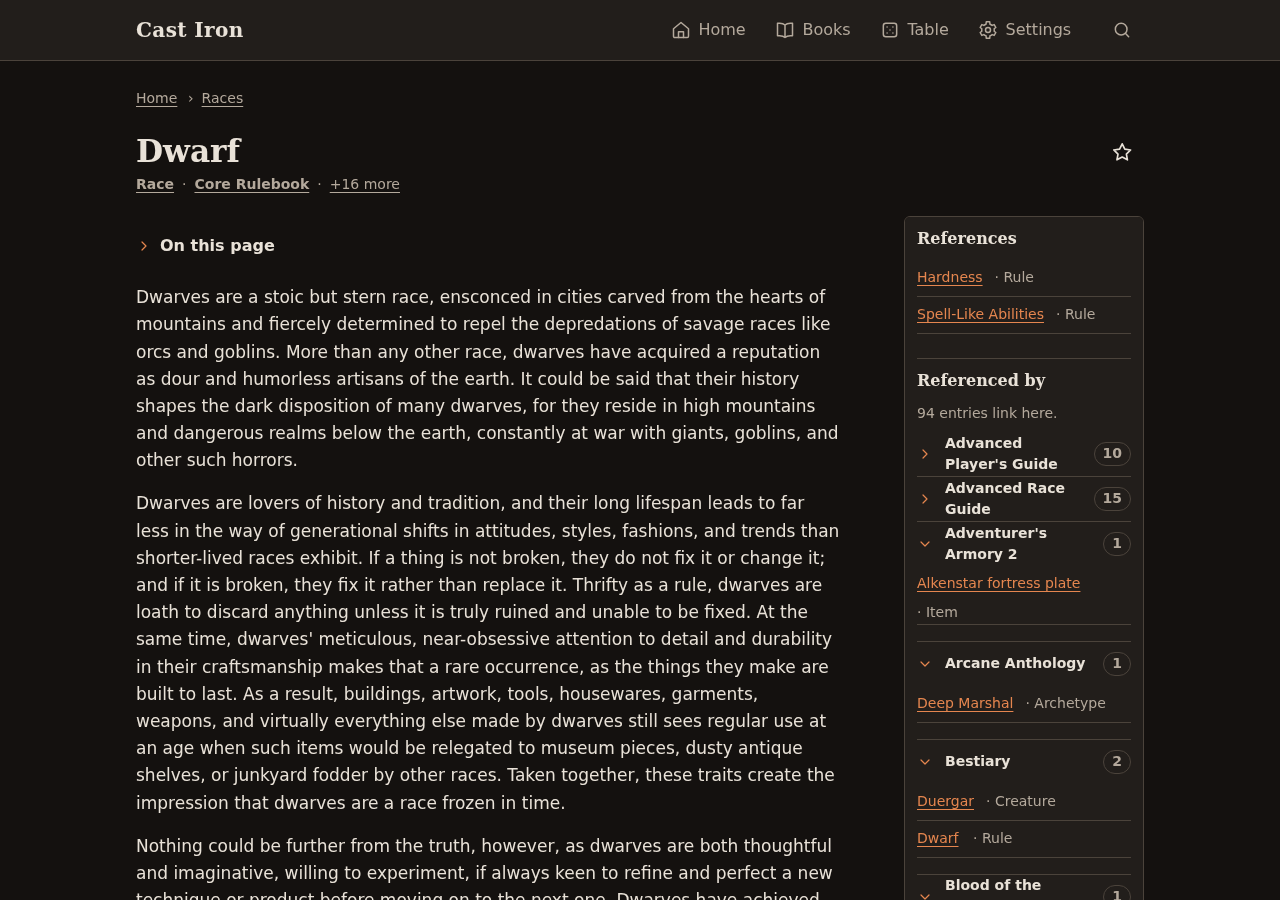 Cast Iron
Home
Books
Table
Settings
Home › Races
Dwarf
Race · Core Rulebook · +16 more
On this page
Dwarves are a stoic but stern race, ensconced in cities carved from the hearts of
mountains and fiercely determined to repel the depredations of savage races like
orcs and goblins. More than any other race, dwarves have acquired a reputation
as dour and humorless artisans of the earth. It could be said that their history
shapes the dark disposition of many dwarves, for they reside in high mountains
and dangerous realms below the earth, constantly at war with giants, goblins, and
other such horrors.
Dwarves are lovers of history and tradition, and their long lifespan leads to far
less in the way of generational shifts in attitudes, styles, fashions, and trends than
shorter-lived races exhibit. If a thing is not broken, they do not fix it or change it;
and if it is broken, they fix it rather than replace it. Thrifty as a rule, dwarves are
loath to discard anything unless it is truly ruined and unable to be fixed. At the
same time, dwarves' meticulous, near-obsessive attention to detail and durability
in their craftsmanship makes that a rare occurrence, as the things they make are
built to last. As a result, buildings, artwork, tools, housewares, garments,
weapons, and virtually everything else made by dwarves still sees regular use at
an age when such items would be relegated to museum pieces, dusty antique
shelves, or junkyard fodder by other races. Taken together, these traits create the
impression that dwarves are a race frozen in time.
Nothing could be further from the truth, however, as dwarves are both thoughtful
and imaginative, willing to experiment, if always keen to refine and perfect a new
technique or product before moving on to the next one. Dwarves have achieved
References
Hardness · Rule
Spell-Like Abilities · Rule
Referenced by
94 entries link here.
Advanced
Player's Guide
10
Advanced Race
Guide
15
Adventurer's
Armory 2
1
Alkenstar fortress plate
· Item
Arcane Anthology
1
Deep Marshal · Archetype
Bestiary
2
Duergar · Creature
Dwarf · Rule
Blood of the
1